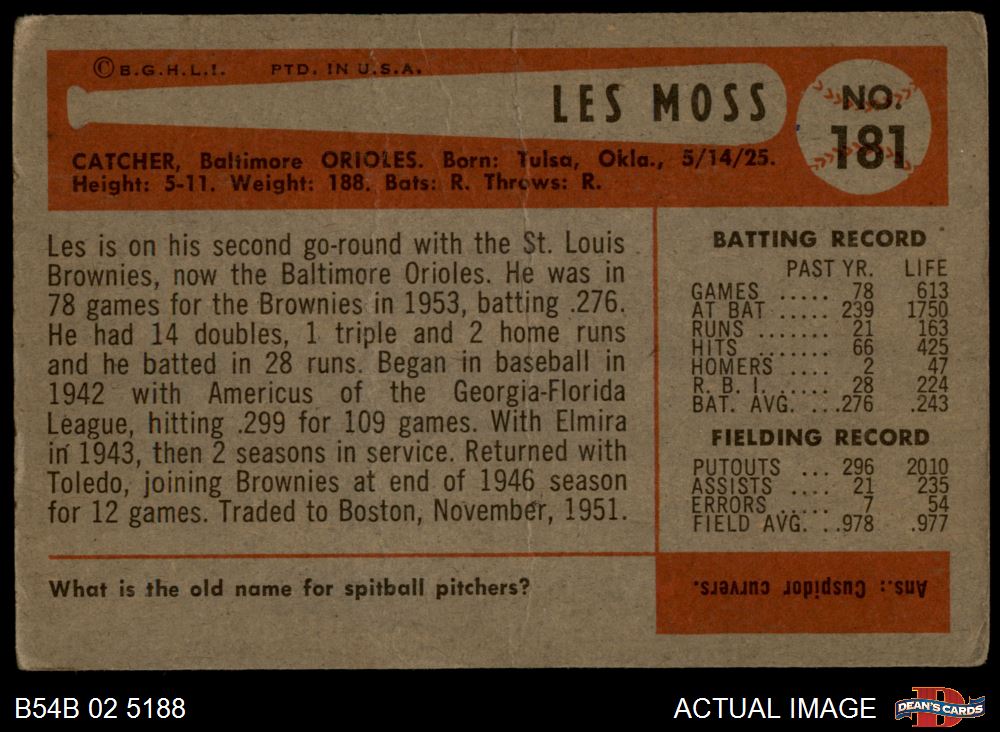 © B.G.H.L.I. PTD. IN U.S.A.
LES MOSS
NO.
181
CATCHER, Baltimore ORIOLES. Born: Tulsa, Okla., 5/14/25.
Height: 5-11. Weight: 188. Bats: R. Throws: R.
Les is on his second go-round with the St. Louis
Brownies, now the Baltimore Orioles. He was in
78 games for the Brownies in 1953, batting .276.
He had 14 doubles, 1 triple and 2 home runs
and he batted in 28 runs. Began in baseball in
1942 with Americus of the Georgia-Florida
League, hitting .299 for 109 games. With Elmira
in 1943, then 2 seasons in service. Returned with
Toledo, joining Brownies at end of 1946 season
for 12 games. Traded to Boston, November, 1951.
BATTING RECORD
PAST YR. LIFE
GAMES ..... 78 613
AT BAT ..... 239 1750
RUNS ....... 21 163
HITS ....... 66 425
HOMERS .... 2 47
R. B. I. ..... 28 224
BAT. AVG. ...276 .243
FIELDING RECORD
PUTOUTS ... 296 2010
ASSISTS .... 21 235
ERRORS ..... 7 54
FIELD AVG. ..978 .977
What is the old name for spitball pitchers?
Ans.: Cuspidor curvers.
B54B 02 5188
ACTUAL IMAGE
D
DEAN'S CARDS